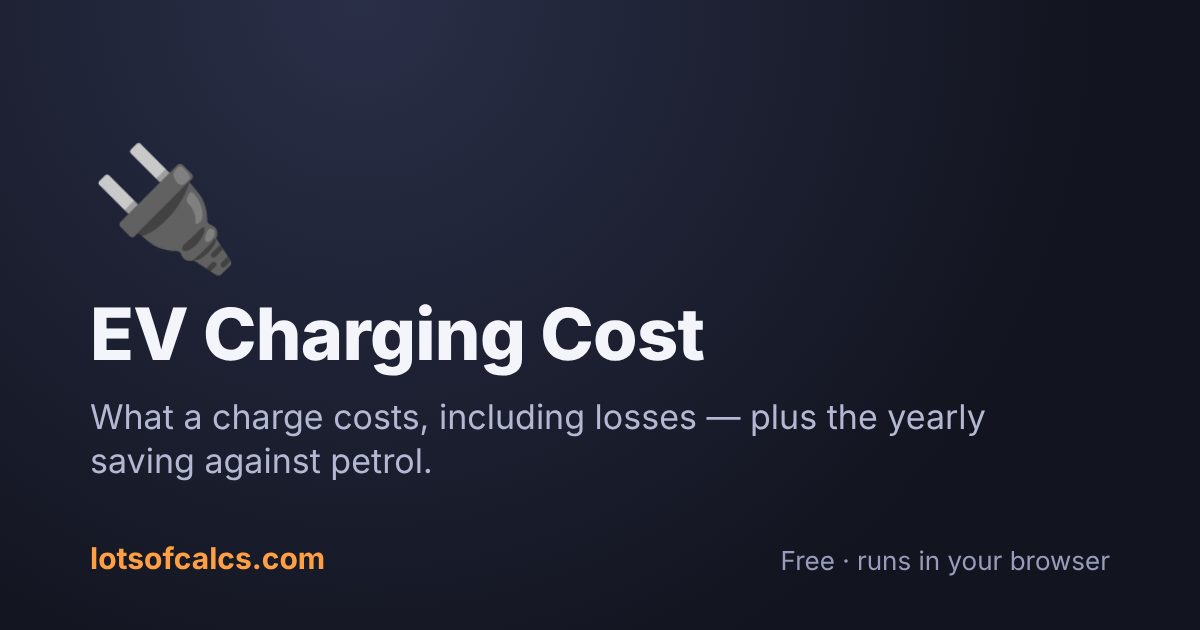 EV Charging Cost
What a charge costs, including losses — plus the yearly
saving against petrol.
lotsofcalcs.com
Free · runs in your browser